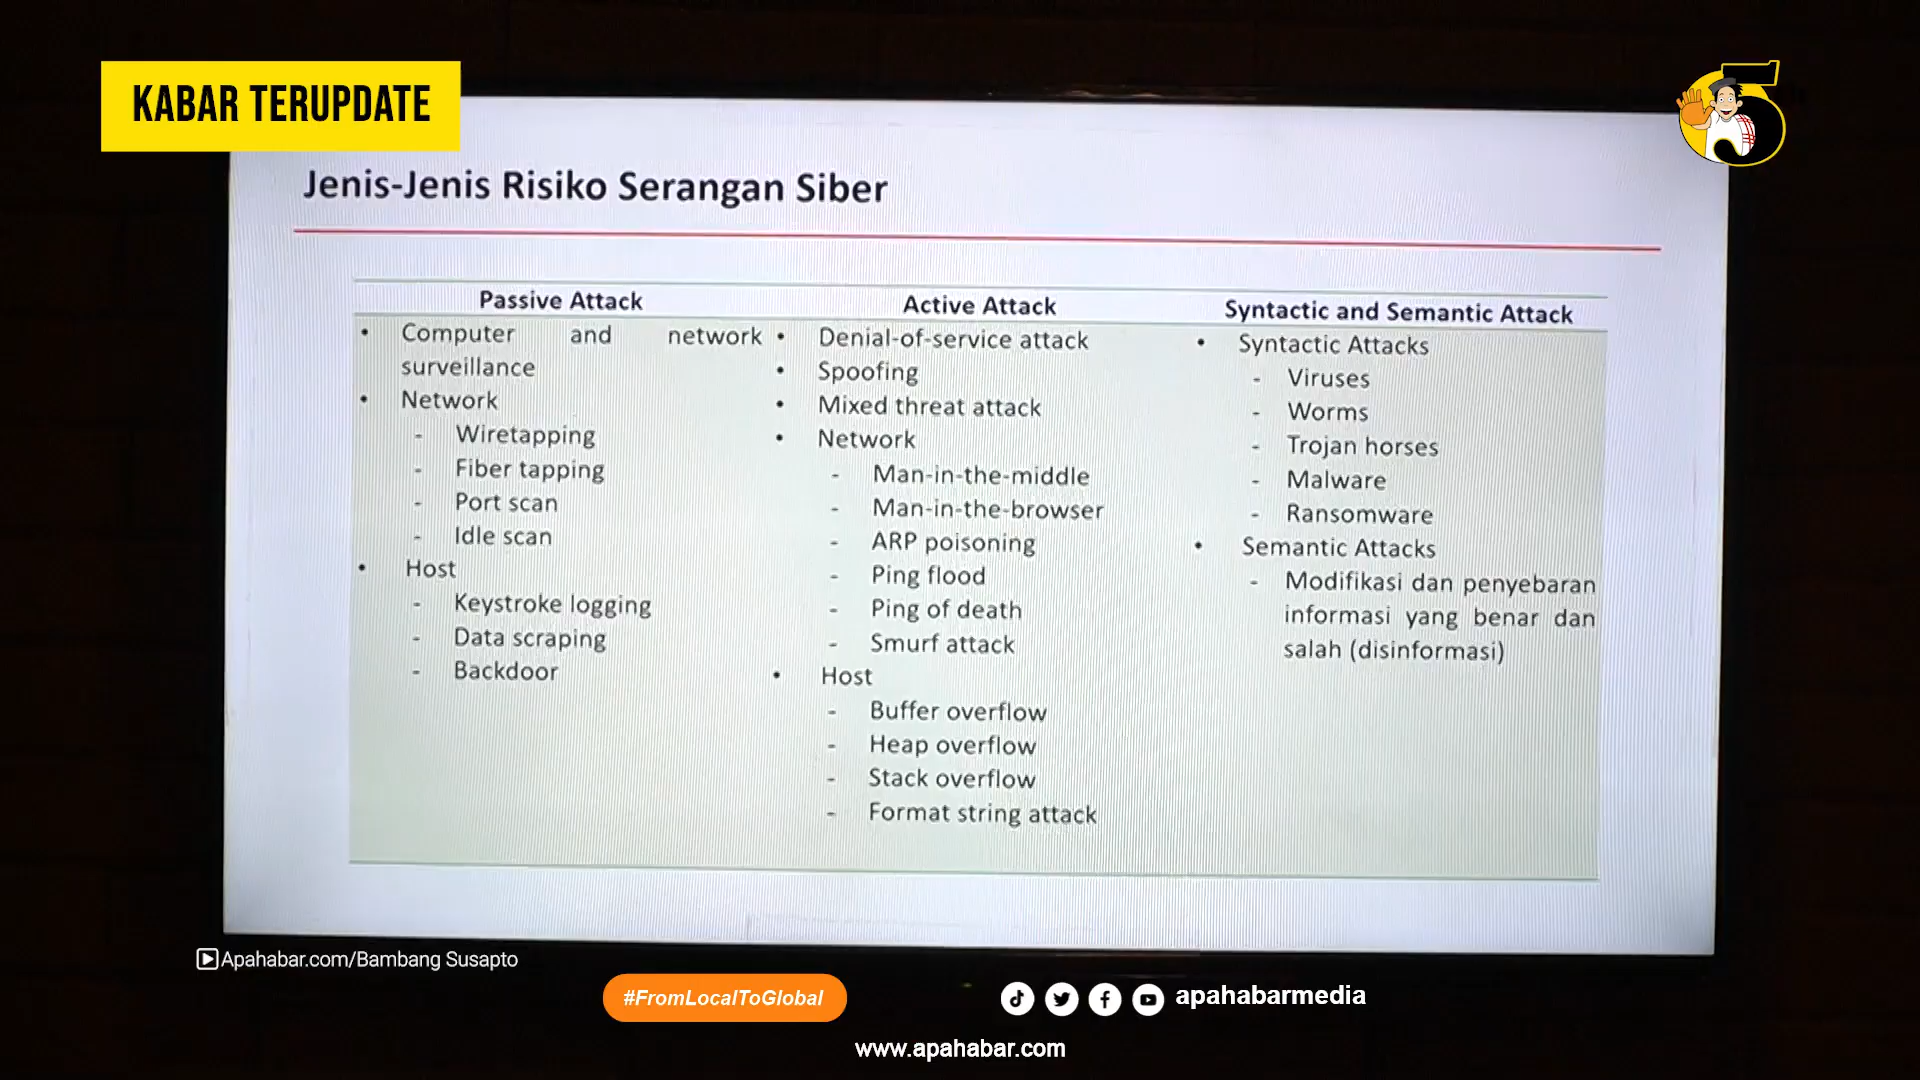 KABAR TERUPDATE
5
Jenis-Jenis Risiko Serangan Siber
Passive Attack
• Computer and network
surveillance
• Network
- Wiretapping
- Fiber tapping
- Port scan
- Idle scan
• Host
- Keystroke logging
- Data scraping
- Backdoor
Active Attack
• Denial-of-service attack
• Spoofing
• Mixed threat attack
• Network
- Man-in-the-middle
- Man-in-the-browser
- ARP poisoning
- Ping flood
- Ping of death
- Smurf attack
• Host
- Buffer overflow
- Heap overflow
- Stack overflow
- Format string attack
Syntactic and Semantic Attack
• Syntactic Attacks
- Viruses
- Worms
- Trojan horses
- Malware
- Ransomware
• Semantic Attacks
- Modifikasi dan penyebaran
informasi yang benar dan
salah (disinformasi)
Apahabar.com/Bambang Susapto
#FromLocalToGlobal
apahabarmedia
www.apahabar.com